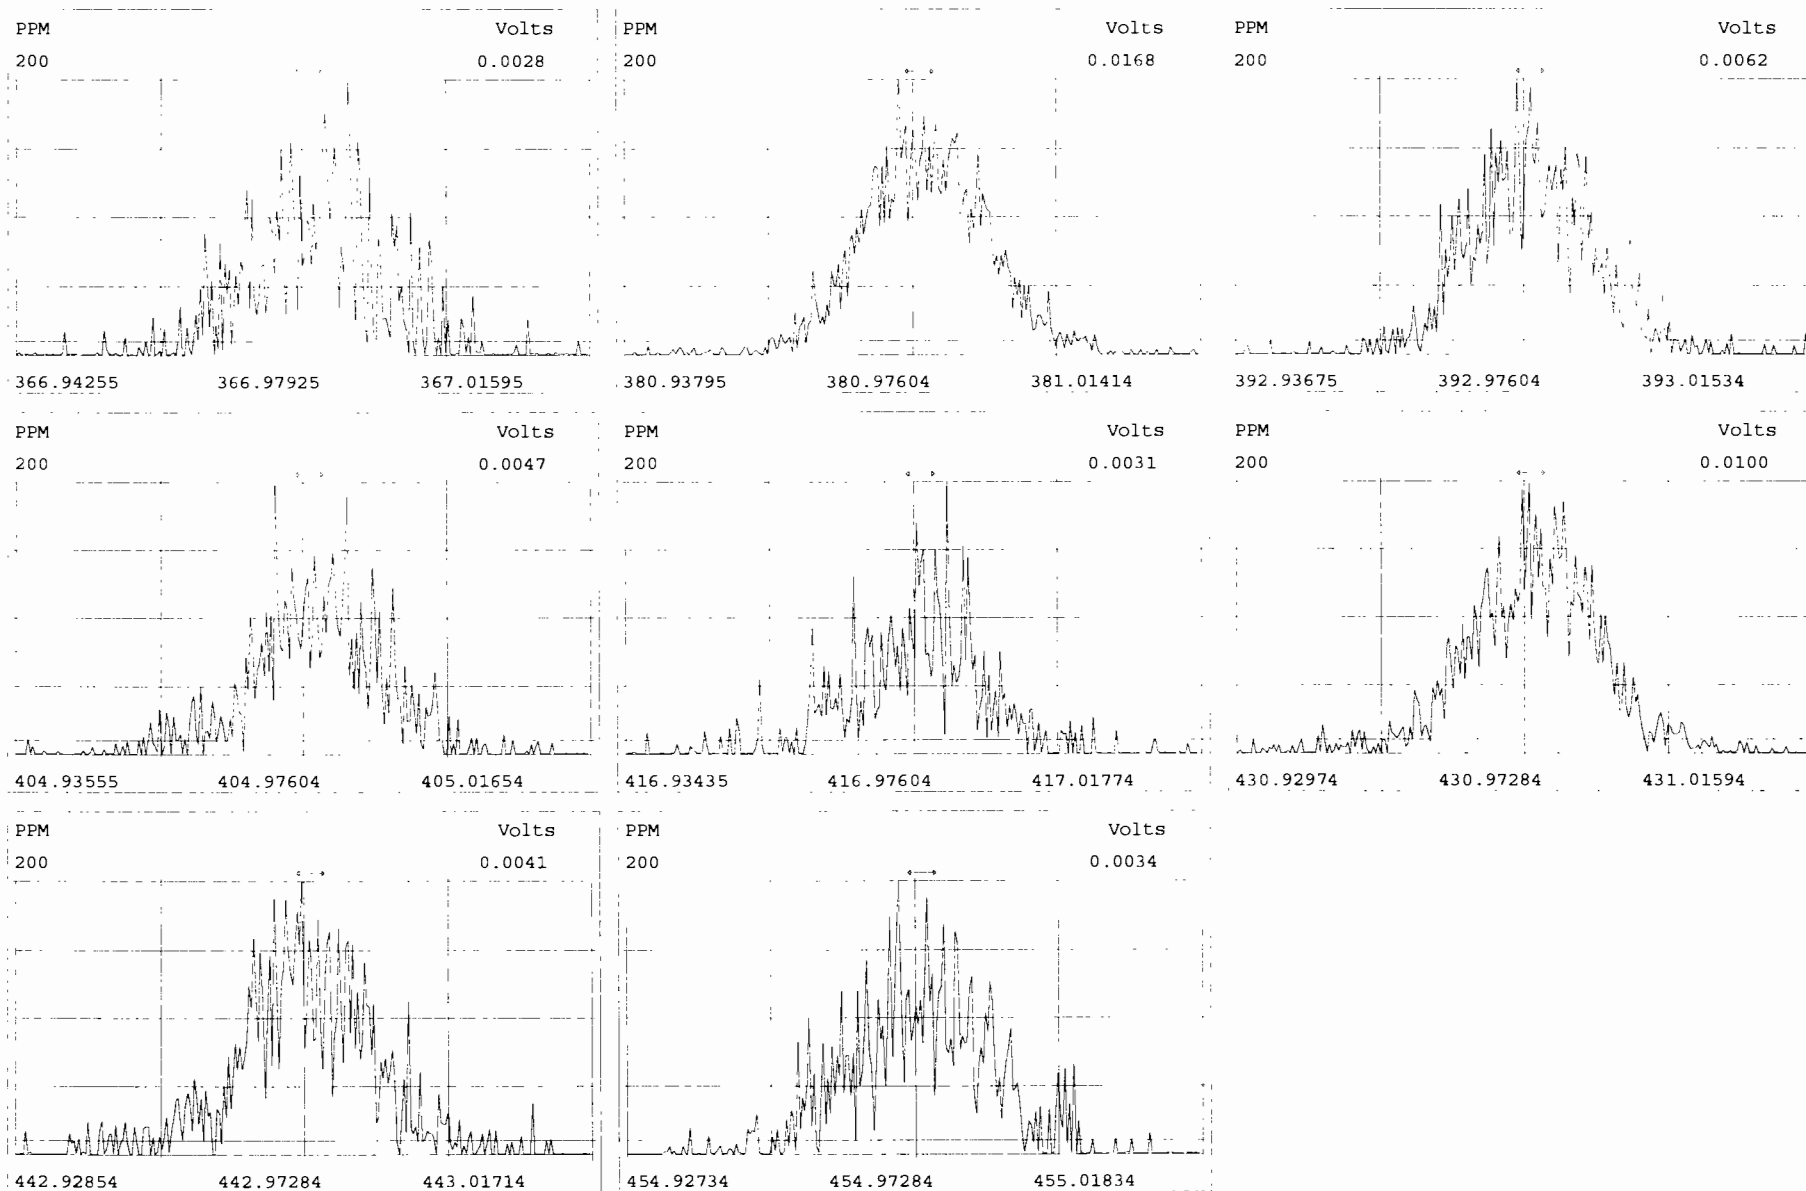 PPM Volts
200 0.0028
366.94255 366.97925 367.01595
PPM Volts
200 0.0168
380.93795 380.97604 381.01414
PPM Volts
200 0.0062
392.93675 392.97604 393.01534
PPM Volts
200 0.0047
404.93555 404.97604 405.01654
PPM Volts
200 0.0031
416.93435 416.97604 417.01774
PPM Volts
200 0.0100
430.92974 430.97284 431.01594
PPM Volts
200 0.0041
442.92854 442.97284 443.01714
PPM Volts
200 0.0034
454.92734 454.97284 455.01834